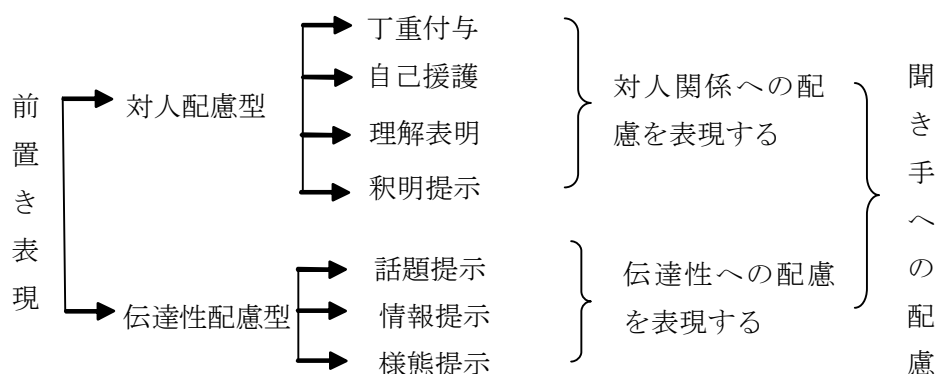 前置き表現
対人配慮型
丁重付与
自己援護
理解表明
釈明提示
対人関係への配
慮を表現する
伝達性配慮型
話題提示
情報提示
様態提示
伝達性への配慮
を表現する
聞き手への配慮